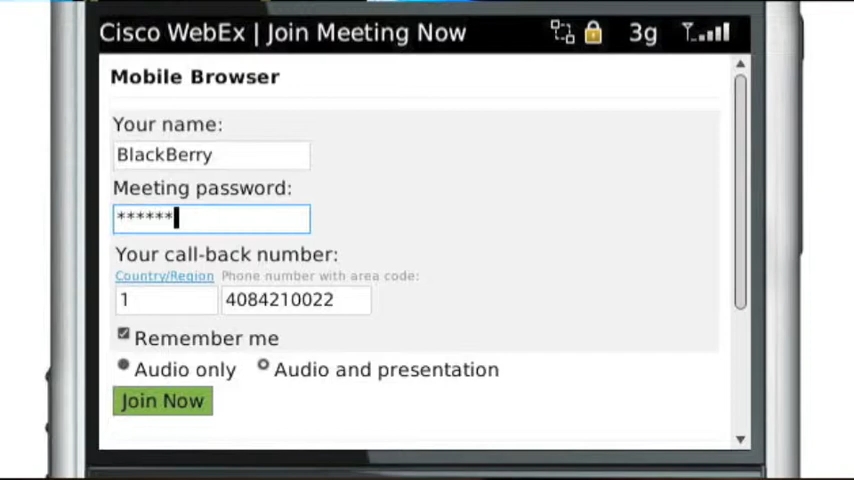 Cisco WebEx | Join Meeting Now 3g
Mobile Browser
Your name:
BlackBerry
Meeting password:
******
Your call-back number:
Country/Region Phone number with area code:
1 4084210022
Remember me
Audio only Audio and presentation
Join Now